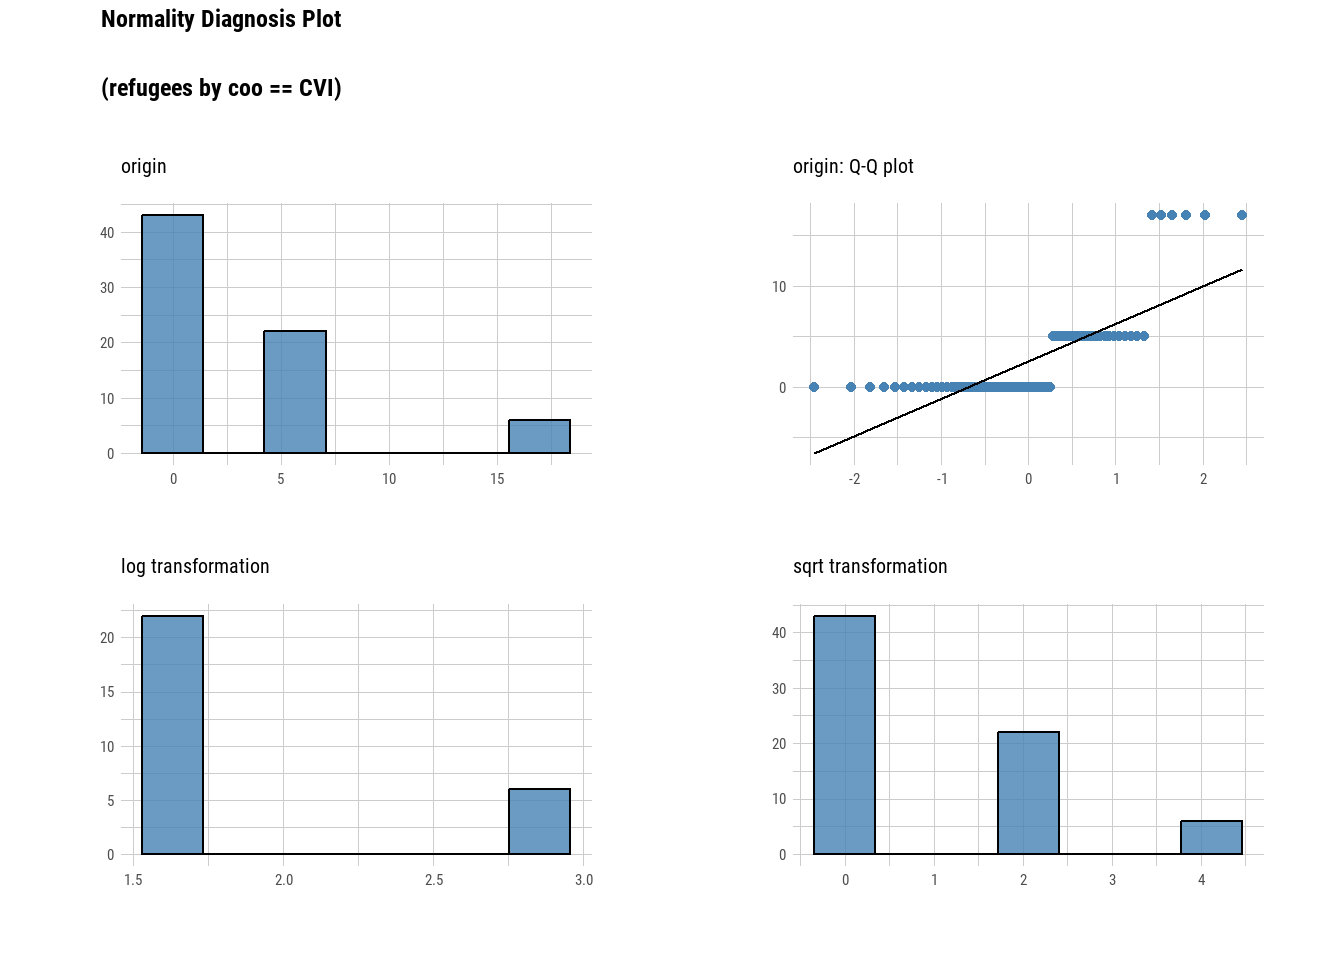 Normality Diagnosis Plot
(refugees by coo == CVI)
origin
40
30
20
10
0
0 5 10 15
origin: Q-Q plot
10
0
-2 -1 0 1 2
log transformation
20
15
10
5
0
1.5 2.0 2.5 3.0
sqrt transformation
40
30
20
10
0
0 1 2 3 4